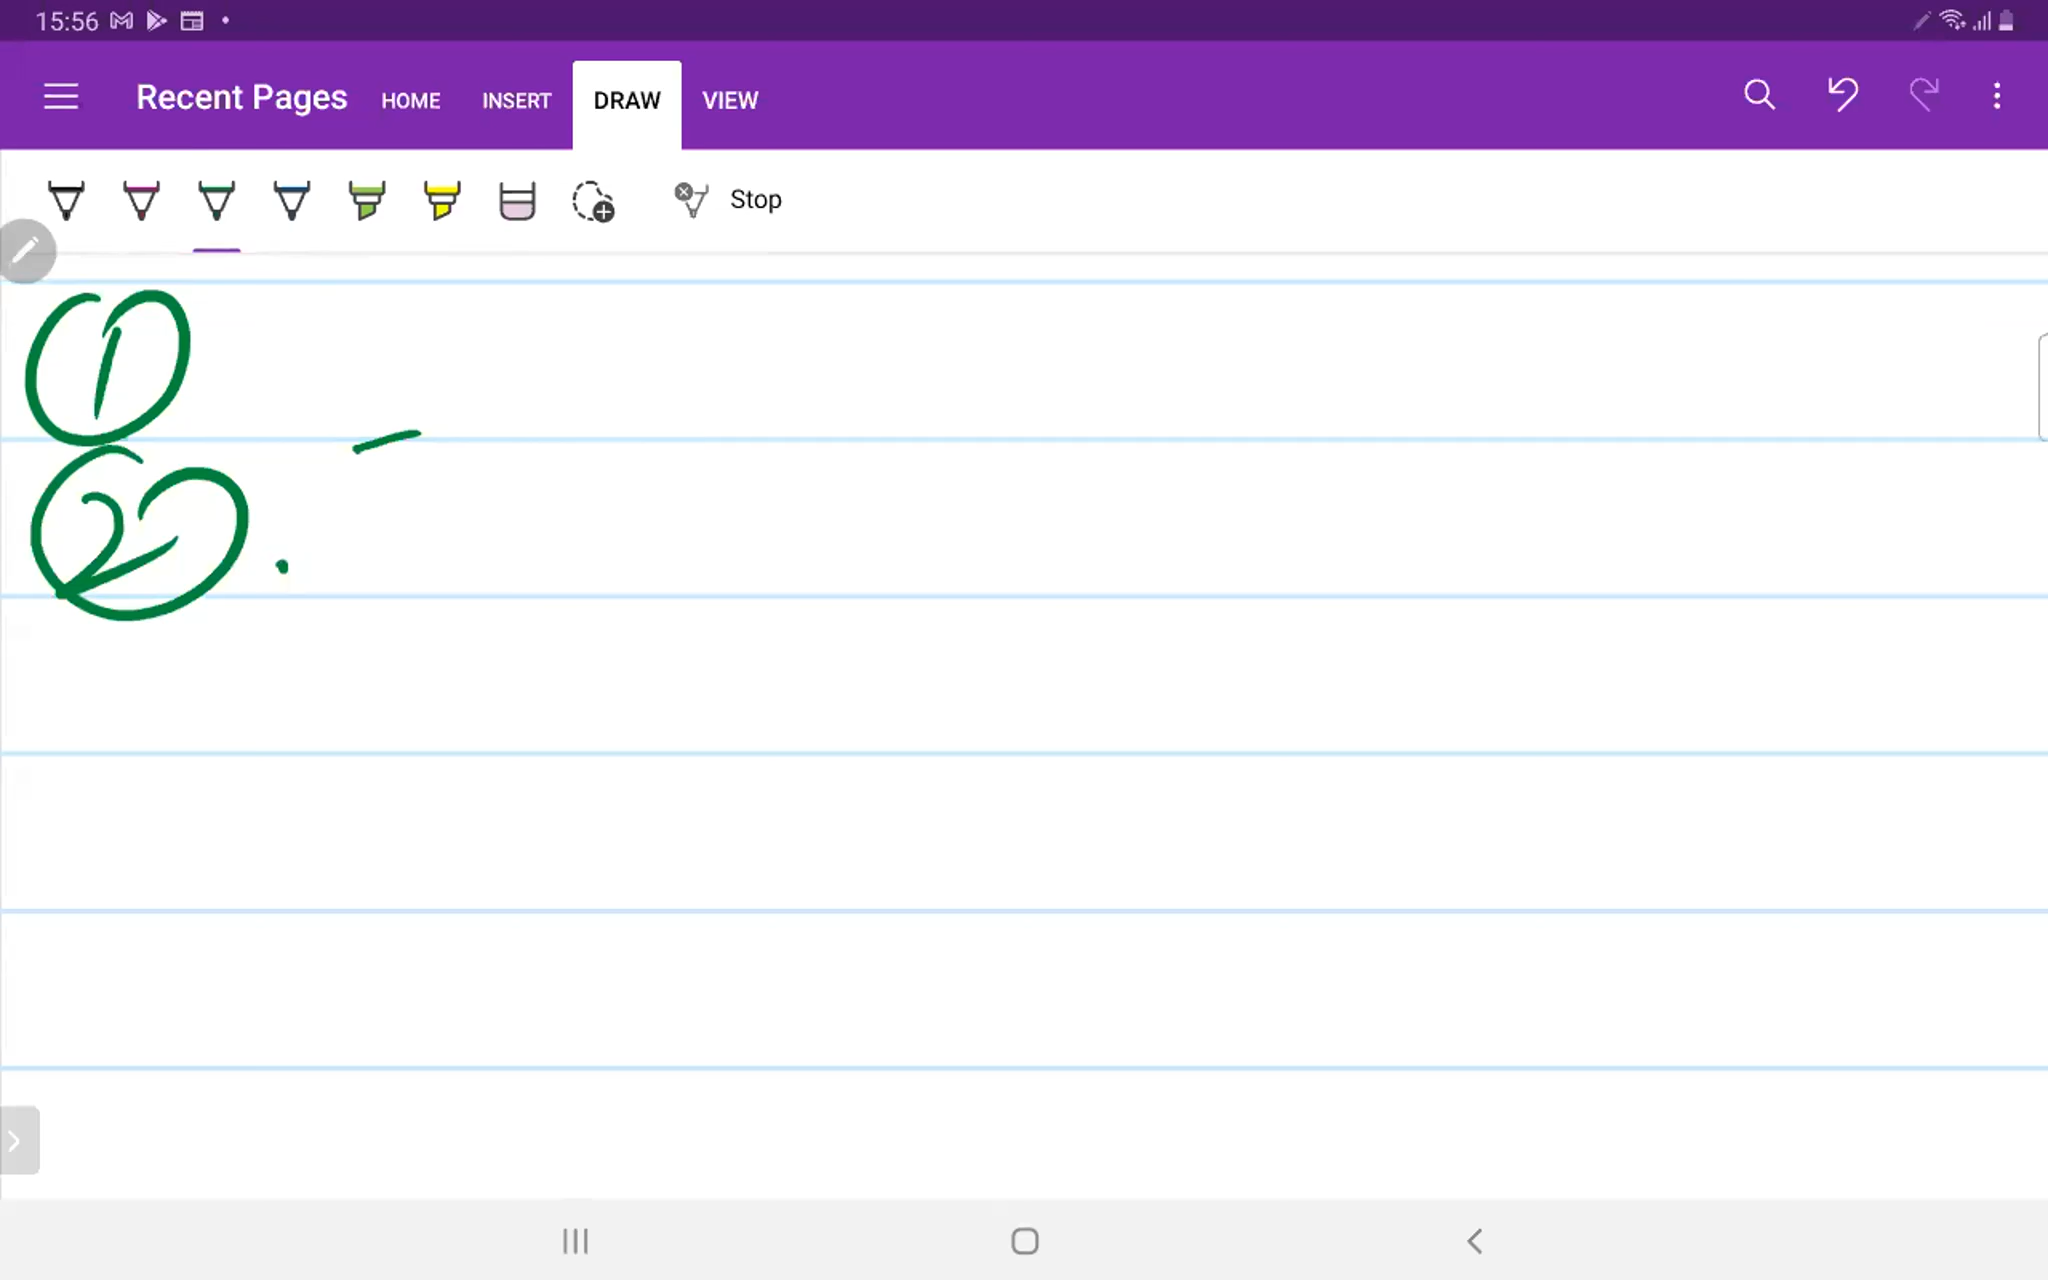 15:56
Recent Pages HOME INSERT DRAW VIEW
Stop
①
② .